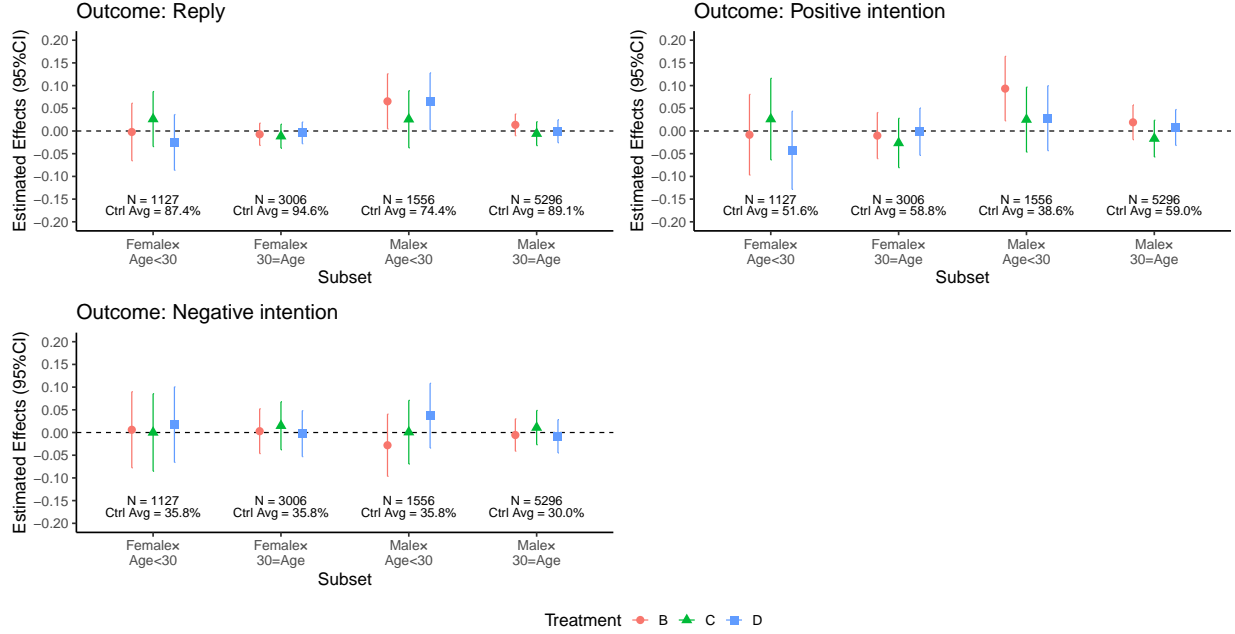 Outcome: Reply
Estimated Effects (95%CI)
0.20
0.15
0.10
0.05
0.00
−0.05
−0.10
−0.15
−0.20
N = 1127
Ctrl Avg = 87.4%
N = 3006
Ctrl Avg = 94.6%
N = 1556
Ctrl Avg = 74.4%
N = 5296
Ctrl Avg = 89.1%
Female×
Age<30
Female×
30=Age
Male×
Age<30
Male×
30=Age
Subset
Outcome: Positive intention
Estimated Effects (95%CI)
0.20
0.15
0.10
0.05
0.00
−0.05
−0.10
−0.15
−0.20
N = 1127
Ctrl Avg = 51.6%
N = 3006
Ctrl Avg = 58.8%
N = 1556
Ctrl Avg = 38.6%
N = 5296
Ctrl Avg = 59.0%
Female×
Age<30
Female×
30=Age
Male×
Age<30
Male×
30=Age
Subset
Outcome: Negative intention
Estimated Effects (95%CI)
0.20
0.15
0.10
0.05
0.00
−0.05
−0.10
−0.15
−0.20
N = 1127
Ctrl Avg = 35.8%
N = 3006
Ctrl Avg = 35.8%
N = 1556
Ctrl Avg = 35.8%
N = 5296
Ctrl Avg = 30.0%
Female×
Age<30
Female×
30=Age
Male×
Age<30
Male×
30=Age
Subset
Treatment B C D